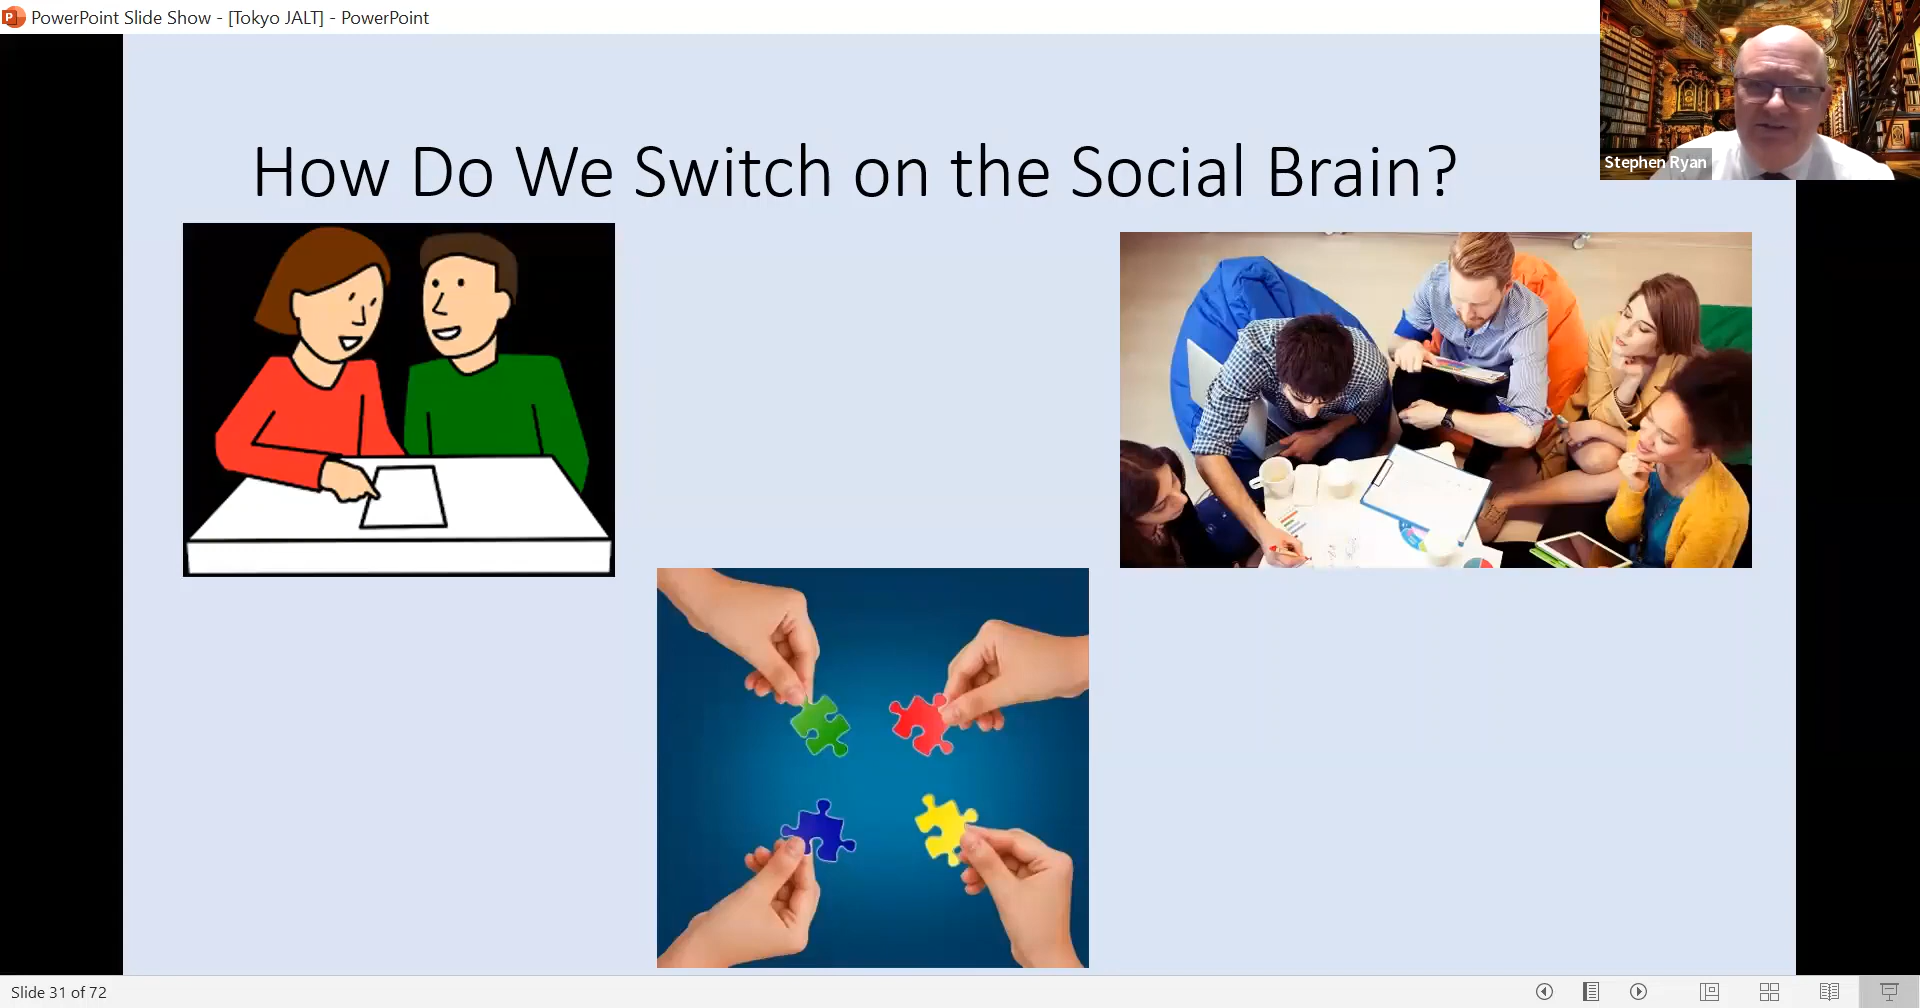 PowerPoint Slide Show - [Tokyo JALT] - PowerPoint
Stephen Ryan
How Do We Switch on the Social Brain?
Slide 31 of 72